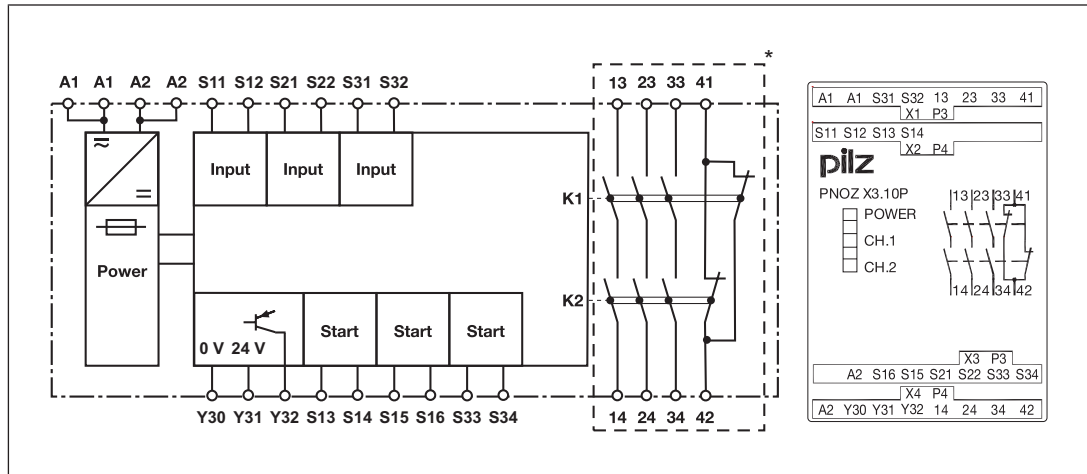 *
A1 A1 A2 A2 S11 S12 S21 S22 S31 S32 13 23 33 41
Input Input Input
K1
Power
K2
Start Start Start
0 V 24 V
Y30 Y31 Y32 S13 S14 S15 S16 S33 S34 14 24 34 42
A1 A1 S31 S32 13 23 33 41
X1 P3
S11 S12 S13 S14
X2 P4
pilz
PNOZ X3.10P
POWER
CH.1
CH.2
13 23 33 41
14 24 34 42
X3 P3
A2 S16 S15 S21 S22 S33 S34
X4 P4
A2 Y30 Y31 Y32 14 24 34 42